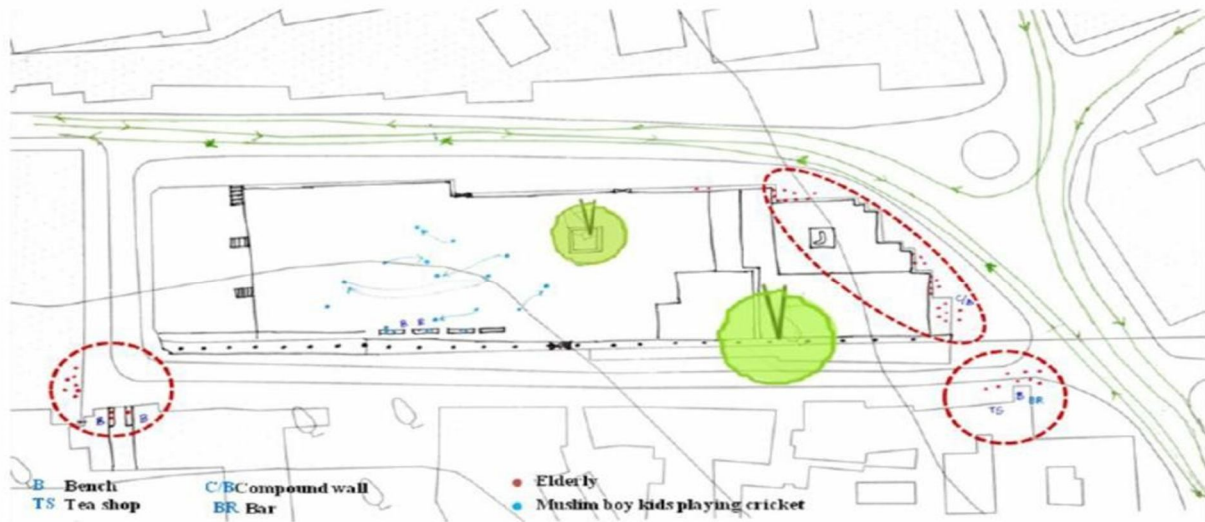 C/B
B B
B B
TS B BR
B Bench C/B Compound wall • Elderly
TS Tea shop BR Bar • Muslim boy kids playing cricket